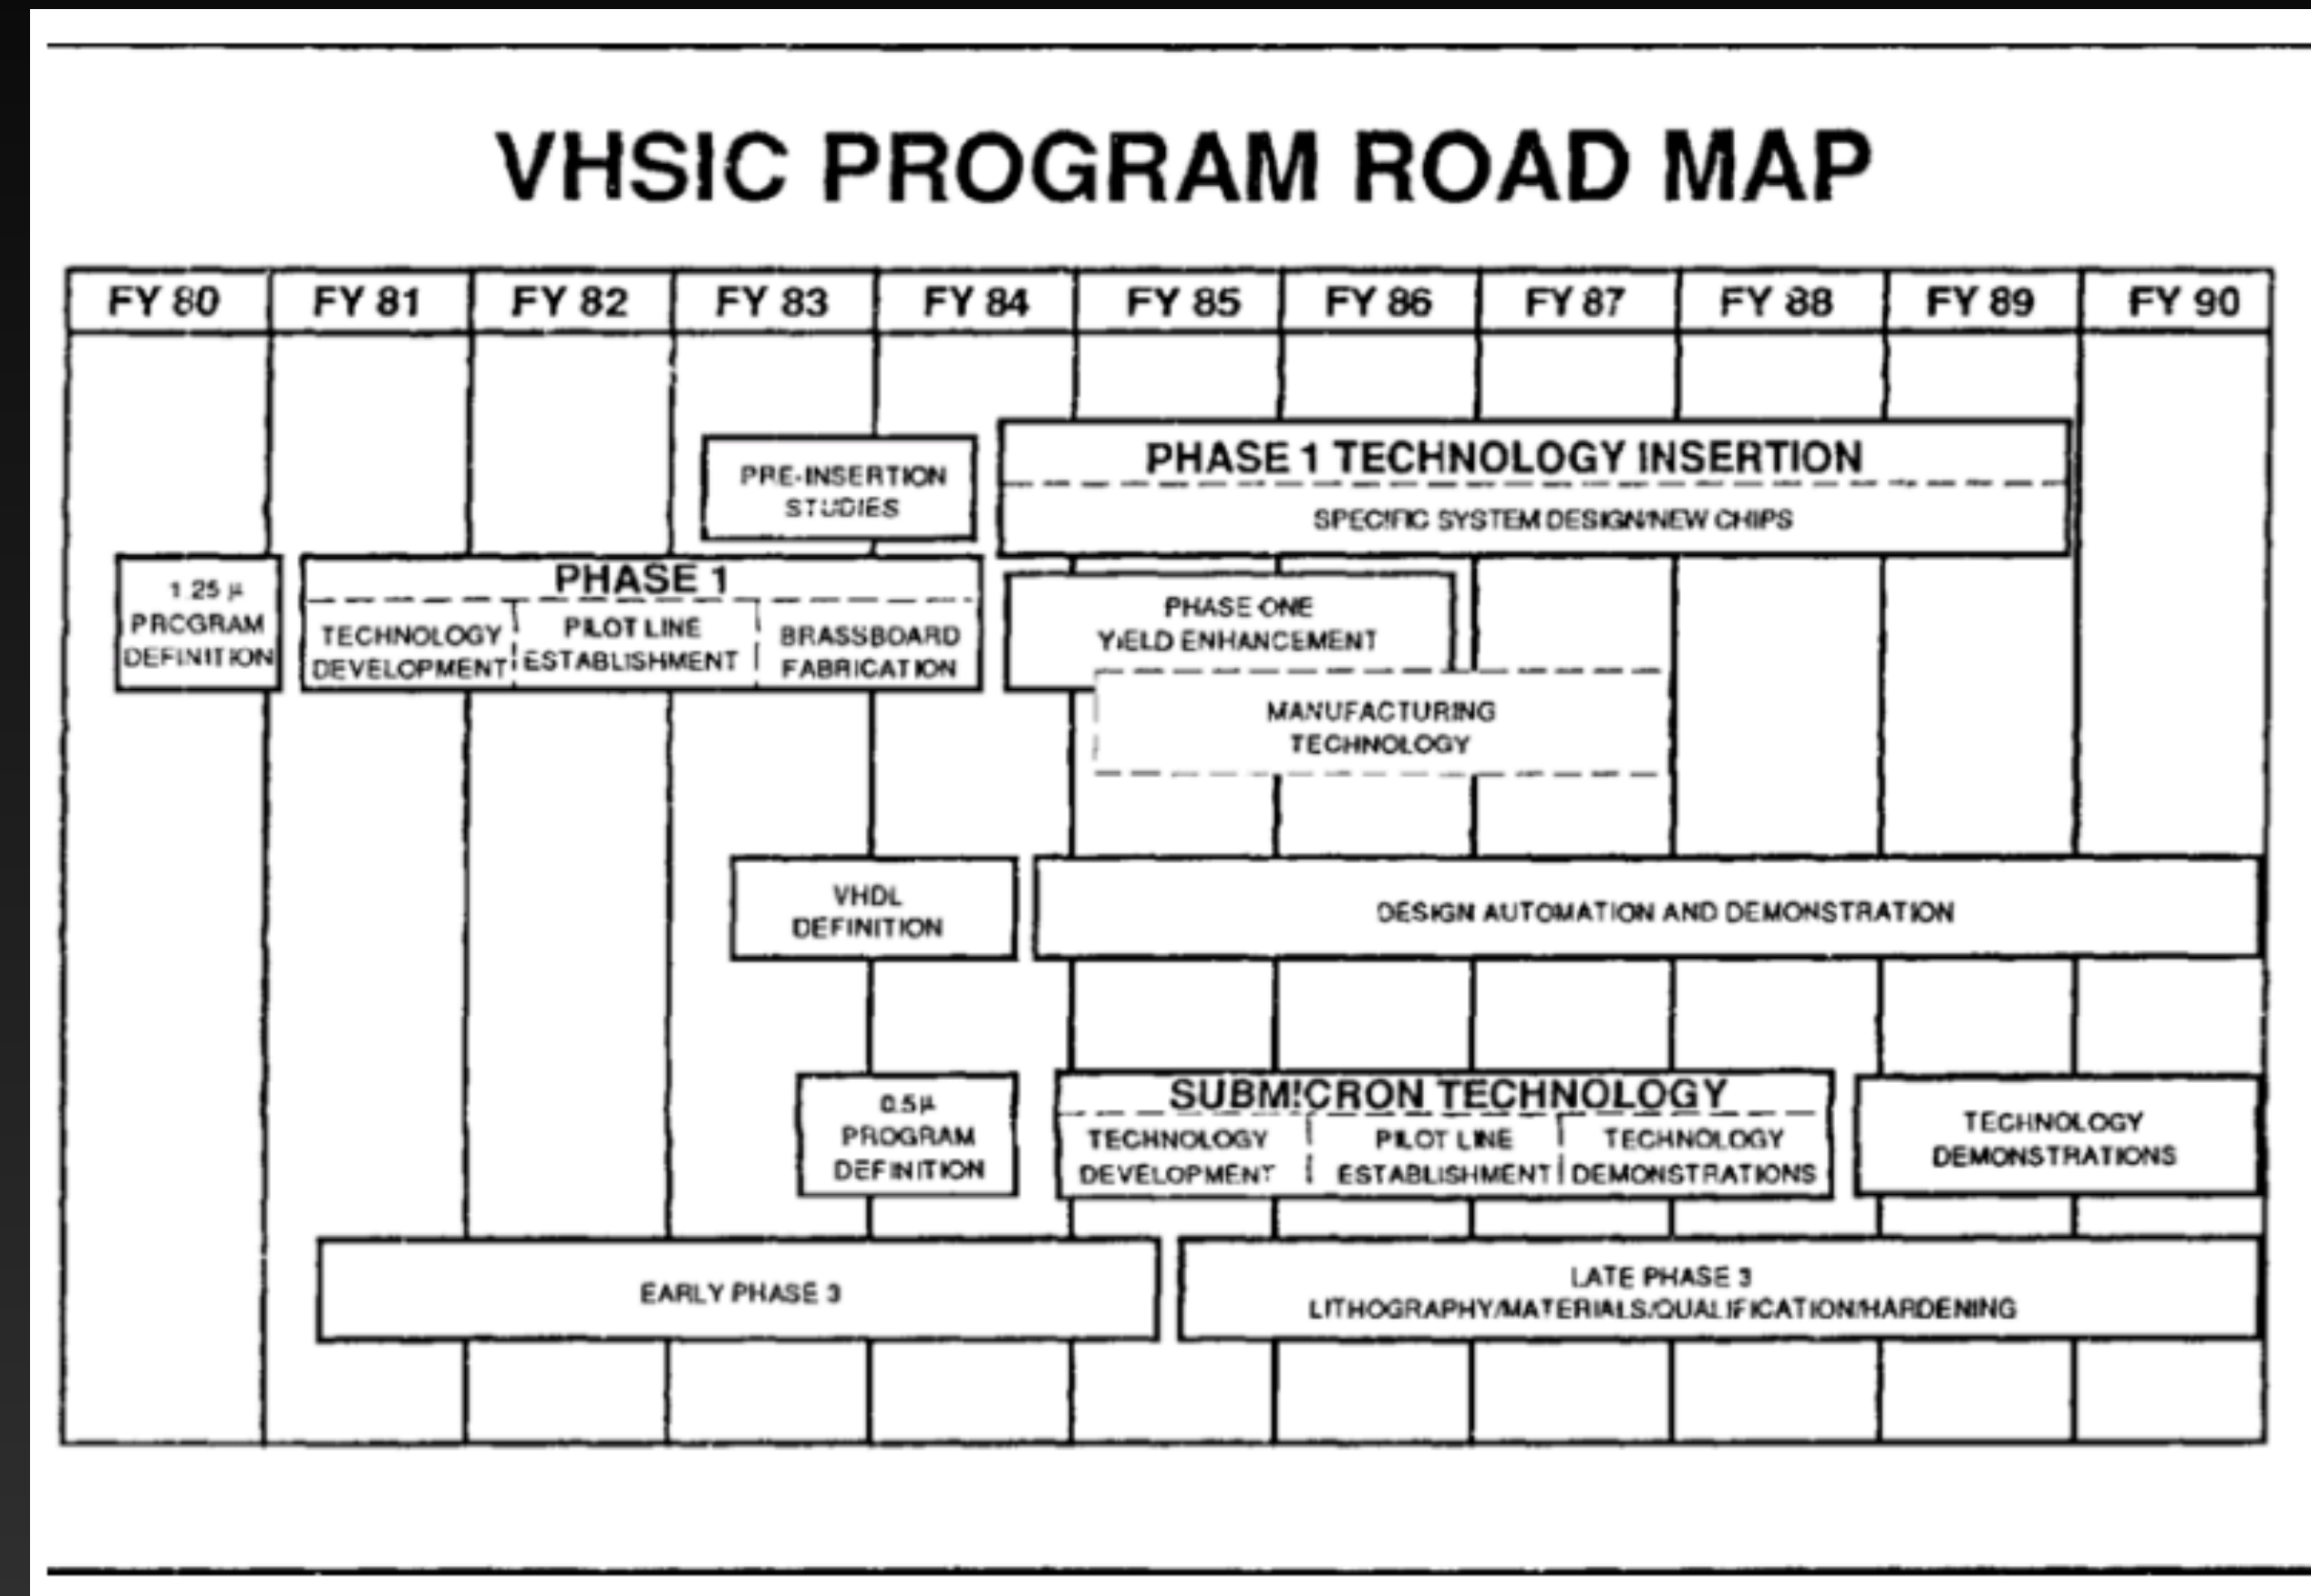 VHSIC PROGRAM ROAD MAP
FY 80 FY 81 FY 82 FY 83 FY 84 FY 85 FY 86 FY 87 FY 88 FY 89 FY 90
PRE-INSERTION
STUDIES
PHASE 1 TECHNOLOGY INSERTION
SPECIFIC SYSTEM DESIGN/NEW CHIPS
1.25 µ
PROGRAM
DEFINITION
PHASE 1
TECHNOLOGY
DEVELOPMENT
PILOT LINE
ESTABLISHMENT
BRASSBOARD
FABRICATION
PHASE ONE
YIELD ENHANCEMENT
MANUFACTURING
TECHNOLOGY
VHDL
DEFINITION
DESIGN AUTOMATION AND DEMONSTRATION
0.5 µ
PROGRAM
DEFINITION
SUBMICRON TECHNOLOGY
TECHNOLOGY
DEVELOPMENT
PILOT LINE
ESTABLISHMENT
TECHNOLOGY
DEMONSTRATIONS
TECHNOLOGY
DEMONSTRATIONS
EARLY PHASE 3
LATE PHASE 3
LITHOGRAPHY/MATERIALS/QUALIFICATION/HARDENING